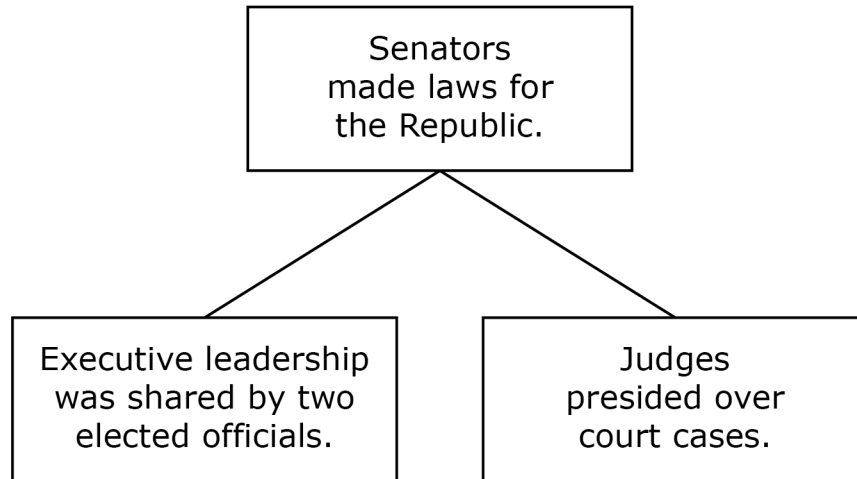 Senators
made laws for
the Republic.
Executive leadership
was shared by two
elected officials.
Judges
presided over
court cases.